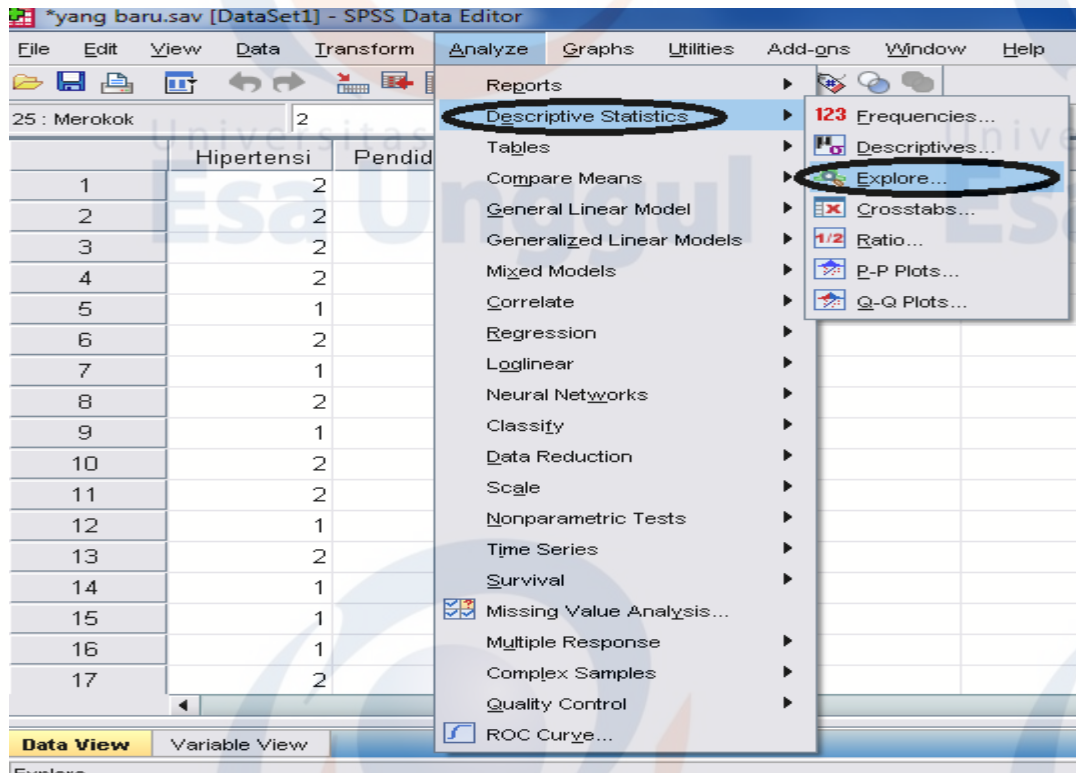 *yang baru.sav [DataSet1] - SPSS Data Editor
File Edit View Data Transform Analyze Graphs Utilities Add-ons Window Help
25 : Merokok 2
Hipertensi Pendid
1 2
2 2
3 2
4 2
5 1
6 2
7 1
8 2
9 1
10 2
11 2
12 1
13 2
14 1
15 1
16 1
17 2
Reports
Descriptive Statistics
Tables
Compare Means
General Linear Model
Generalized Linear Models
Mixed Models
Correlate
Regression
Loglinear
Neural Networks
Classify
Data Reduction
Scale
Nonparametric Tests
Time Series
Survival
Missing Value Analysis...
Multiple Response
Complex Samples
Quality Control
ROC Curve...
123 Frequencies...
Descriptives...
Explore...
Crosstabs...
1/2 Ratio...
P-P Plots...
Q-Q Plots...
Universitas
Esa Unggul
Unive
Es
Data View Variable View
Explore